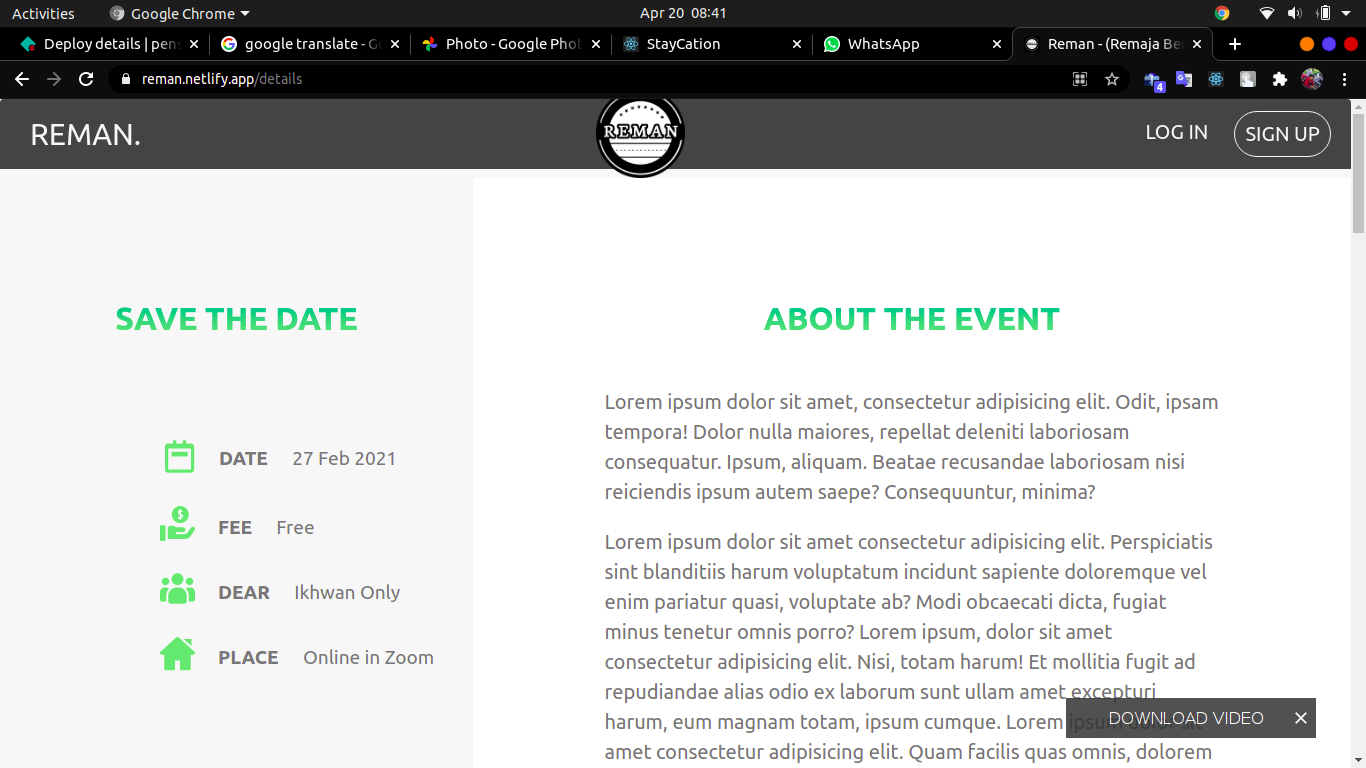 Activities
Google Chrome
Apr 20 08:41
Deploy details | pens
google translate - Go
Photo - Google Phot
StayCation
WhatsApp
Reman - (Remaja Be
reman.netlify.app/details
4
REMAN.
REMAN
LOG IN
SIGN UP
SAVE THE DATE
DATE 27 Feb 2021
FEE Free
DEAR Ikhwan Only
PLACE Online in Zoom
ABOUT THE EVENT
Lorem ipsum dolor sit amet, consectetur adipisicing elit. Odit, ipsam
tempora! Dolor nulla maiores, repellat deleniti laboriosam
consequatur. Ipsum, aliquam. Beatae recusandae laboriosam nisi
reiciendis ipsum autem saepe? Consequuntur, minima?
Lorem ipsum dolor sit amet consectetur adipisicing elit. Perspiciatis
sint blanditiis harum voluptatum incidunt sapiente doloremque vel
enim pariatur quasi, voluptate ab? Modi obcaecati dicta, fugiat
minus tenetur omnis porro? Lorem ipsum, dolor sit amet
consectetur adipisicing elit. Nisi, totam harum! Et mollitia fugit ad
repudiandae alias odio ex laborum sunt ullam amet excepturi
harum, eum magnam totam, ipsum cumque. Lorem ipsum dolor sit
amet consectetur adipisicing elit. Quam facilis quas omnis, dolorem
DOWNLOAD VIDEO